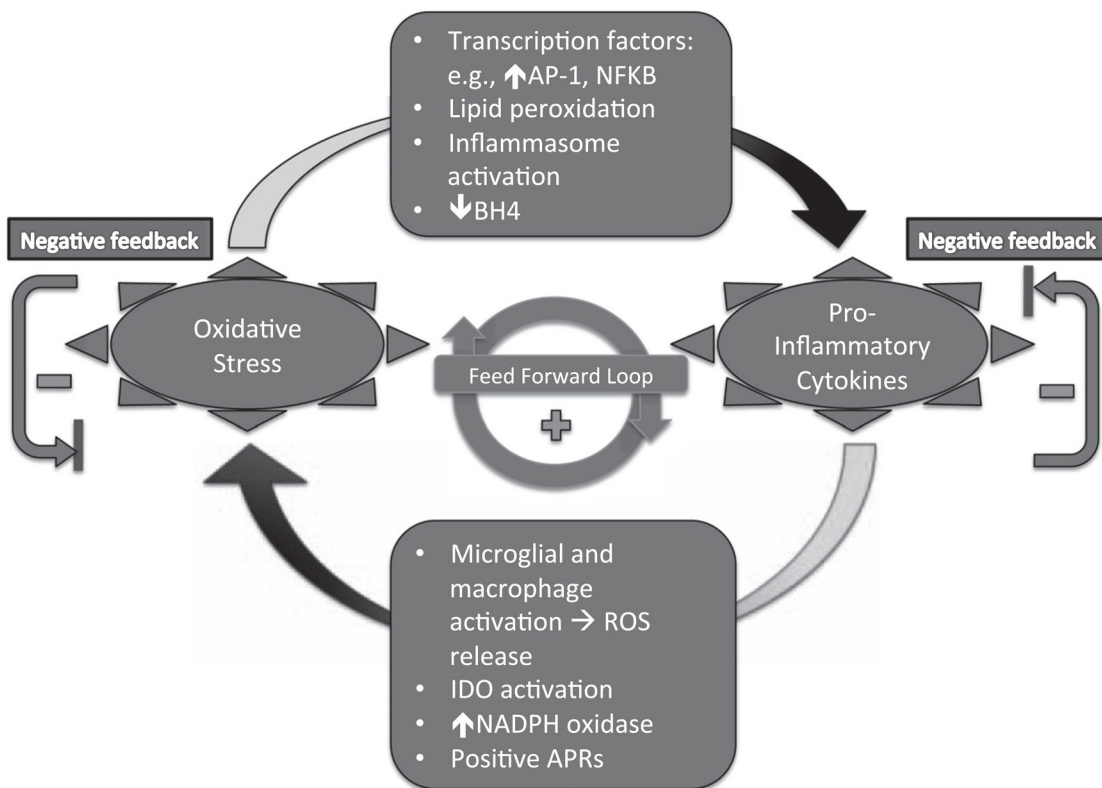 • Transcription factors:
e.g., ↑AP-1, NFKB
• Lipid peroxidation
• Inflammasome
activation
• ↓BH4
Negative feedback
Negative feedback
Oxidative
Stress
Feed Forward Loop
+
Pro-
Inflammatory
Cytokines
• Microglial and
macrophage
activation → ROS
release
• IDO activation
• ↑NADPH oxidase
• Positive APRs